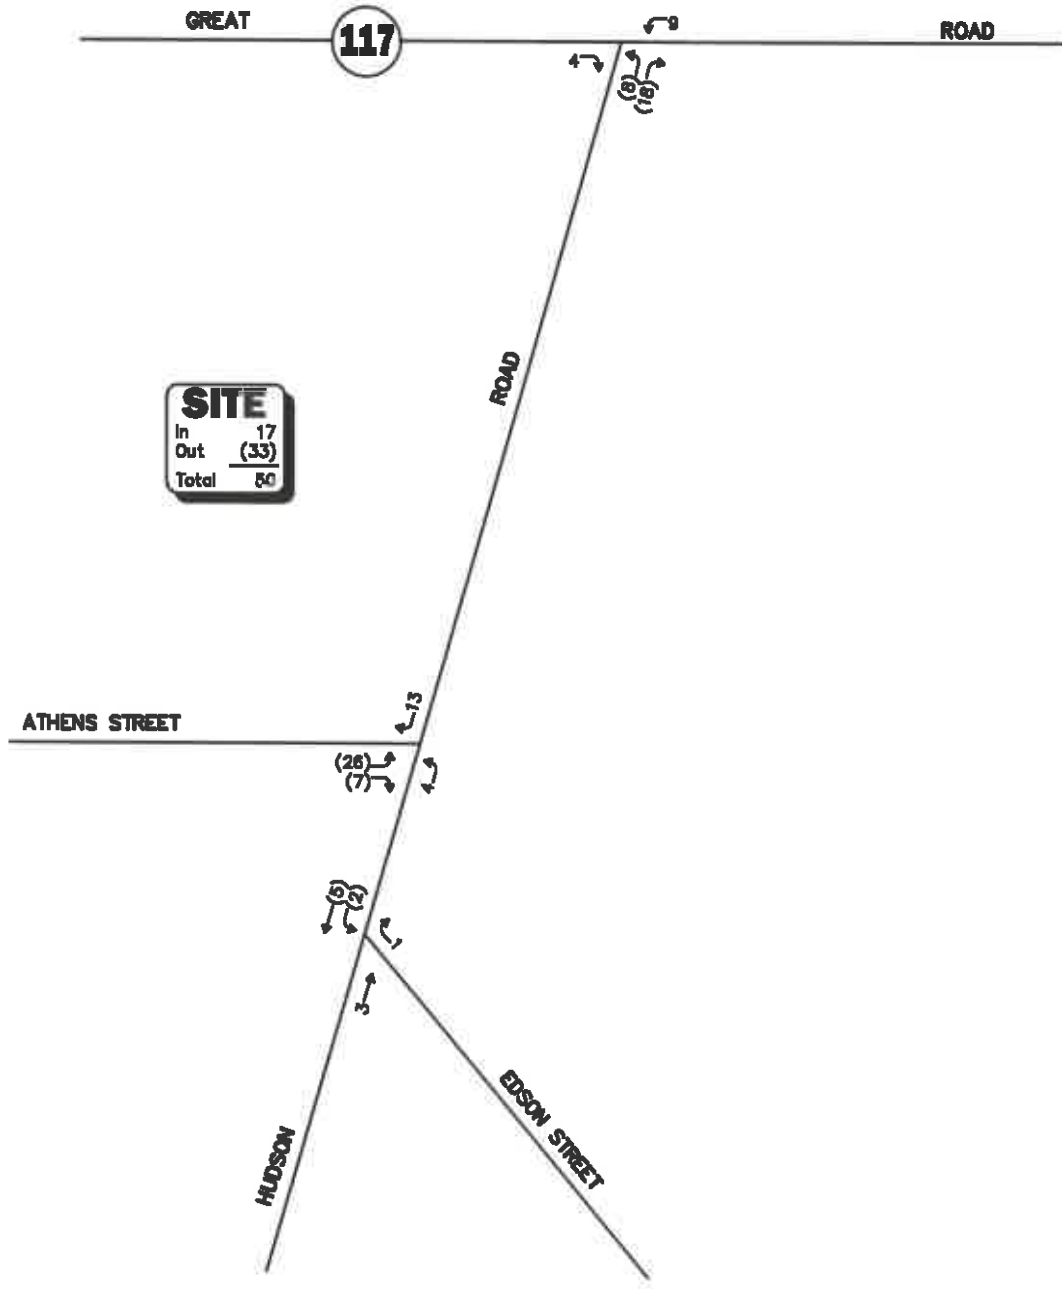 GREAT
117
9
ROAD
4
(8)
(18)
ROAD
SITE
In 17
Out (33)
Total 50
13
ATHENS STREET
(26)
(7)
4
(5)
(2)
1
3
EDSON STREET
HUDSON